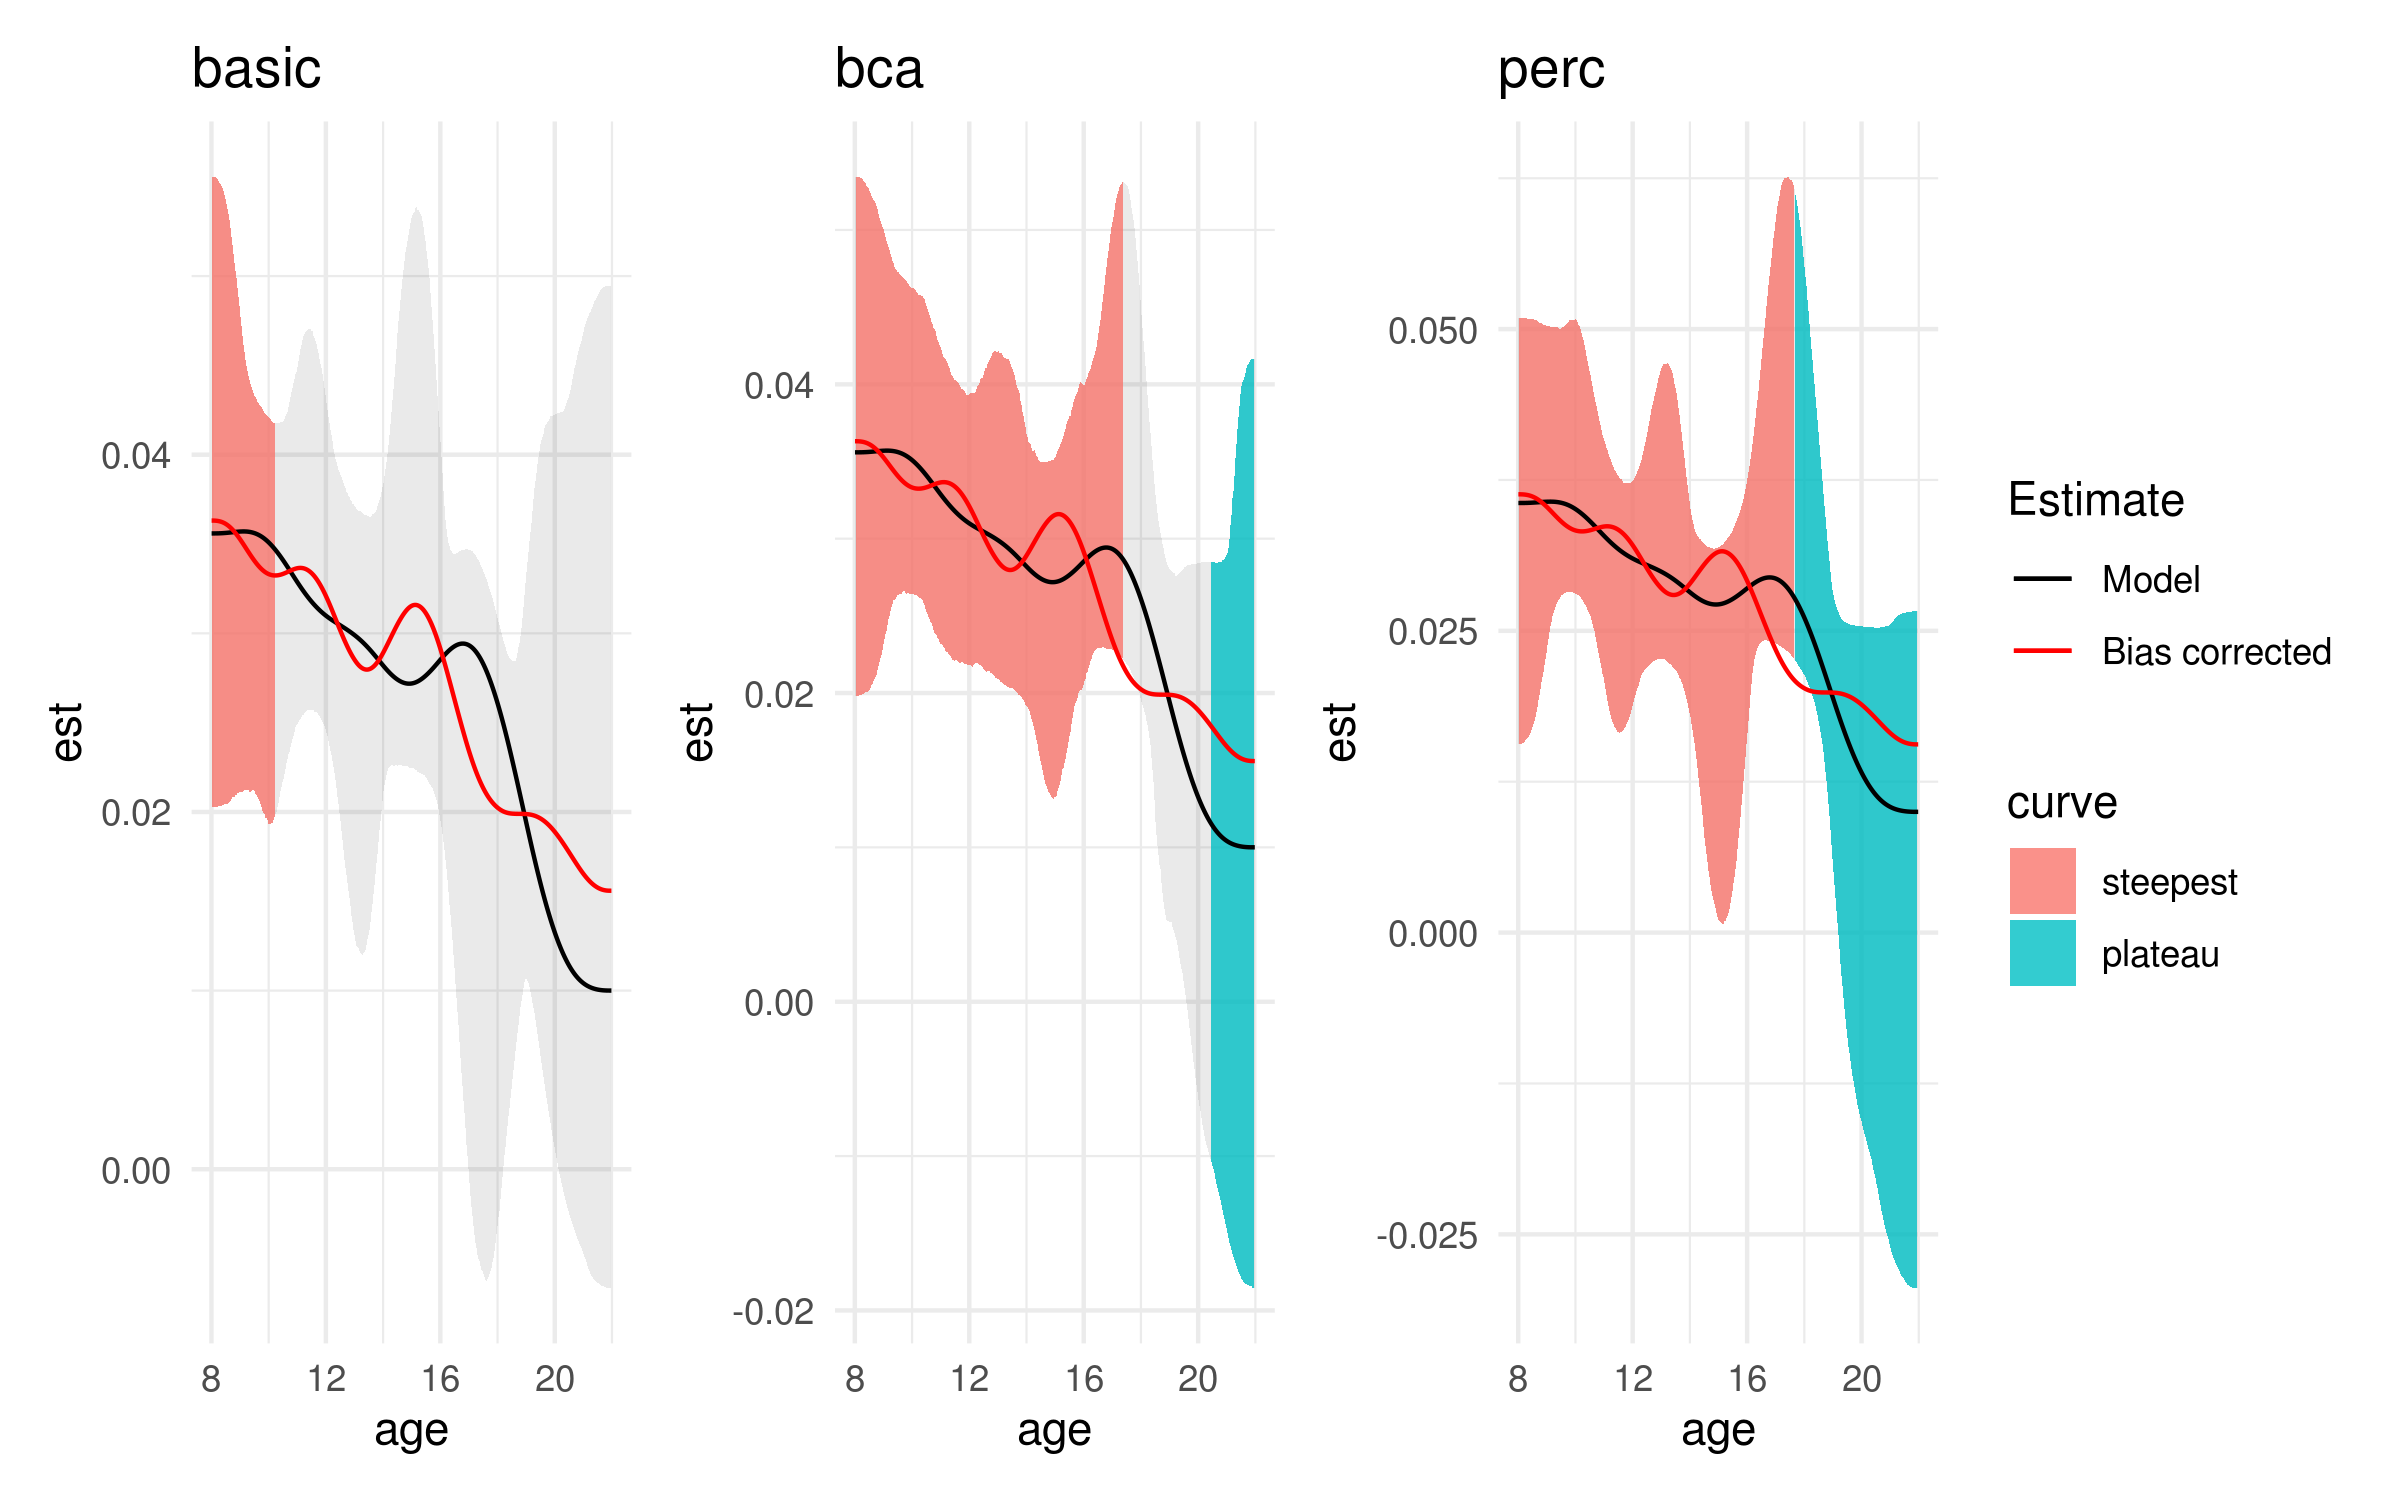 basic
bca
perc
0.04
0.02
0.00
est
8 12 16 20
age
0.04
0.02
0.00
-0.02
est
8 12 16 20
age
0.050
0.025
0.000
-0.025
est
8 12 16 20
age
Estimate
Model
Bias corrected
curve
steepest
plateau